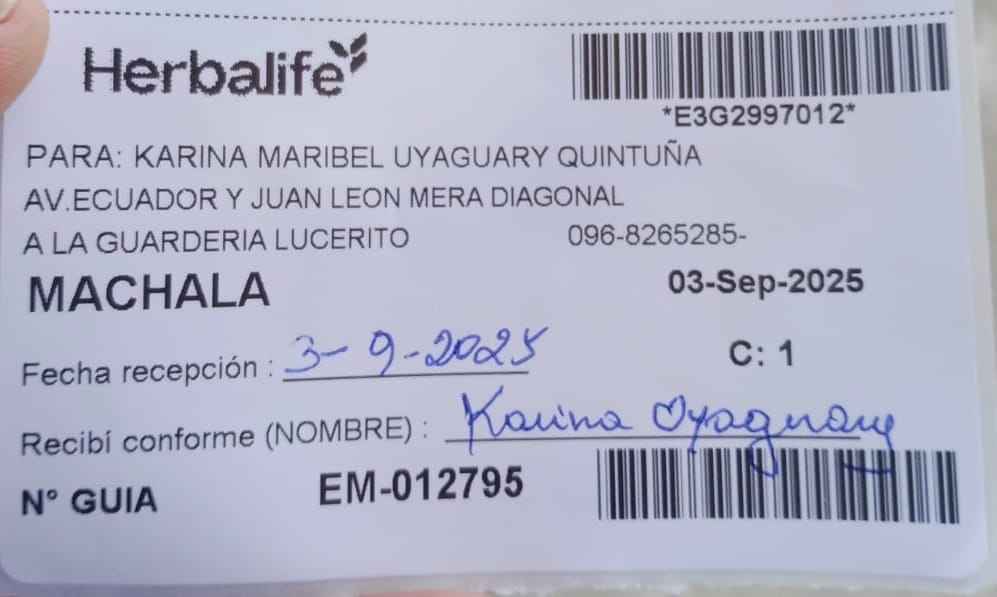 Herbalife
*E3G2997012*
PARA: KARINA MARIBEL UYAGUARY QUINTUÑA
AV.ECUADOR Y JUAN LEON MERA DIAGONAL
A LA GUARDERIA LUCERITO 096-8265285-
MACHALA 03-Sep-2025
Fecha recepción : 3-9-2025 C: 1
Recibí conforme (NOMBRE) : Karina Uyaguary
N° GUIA EM-012795